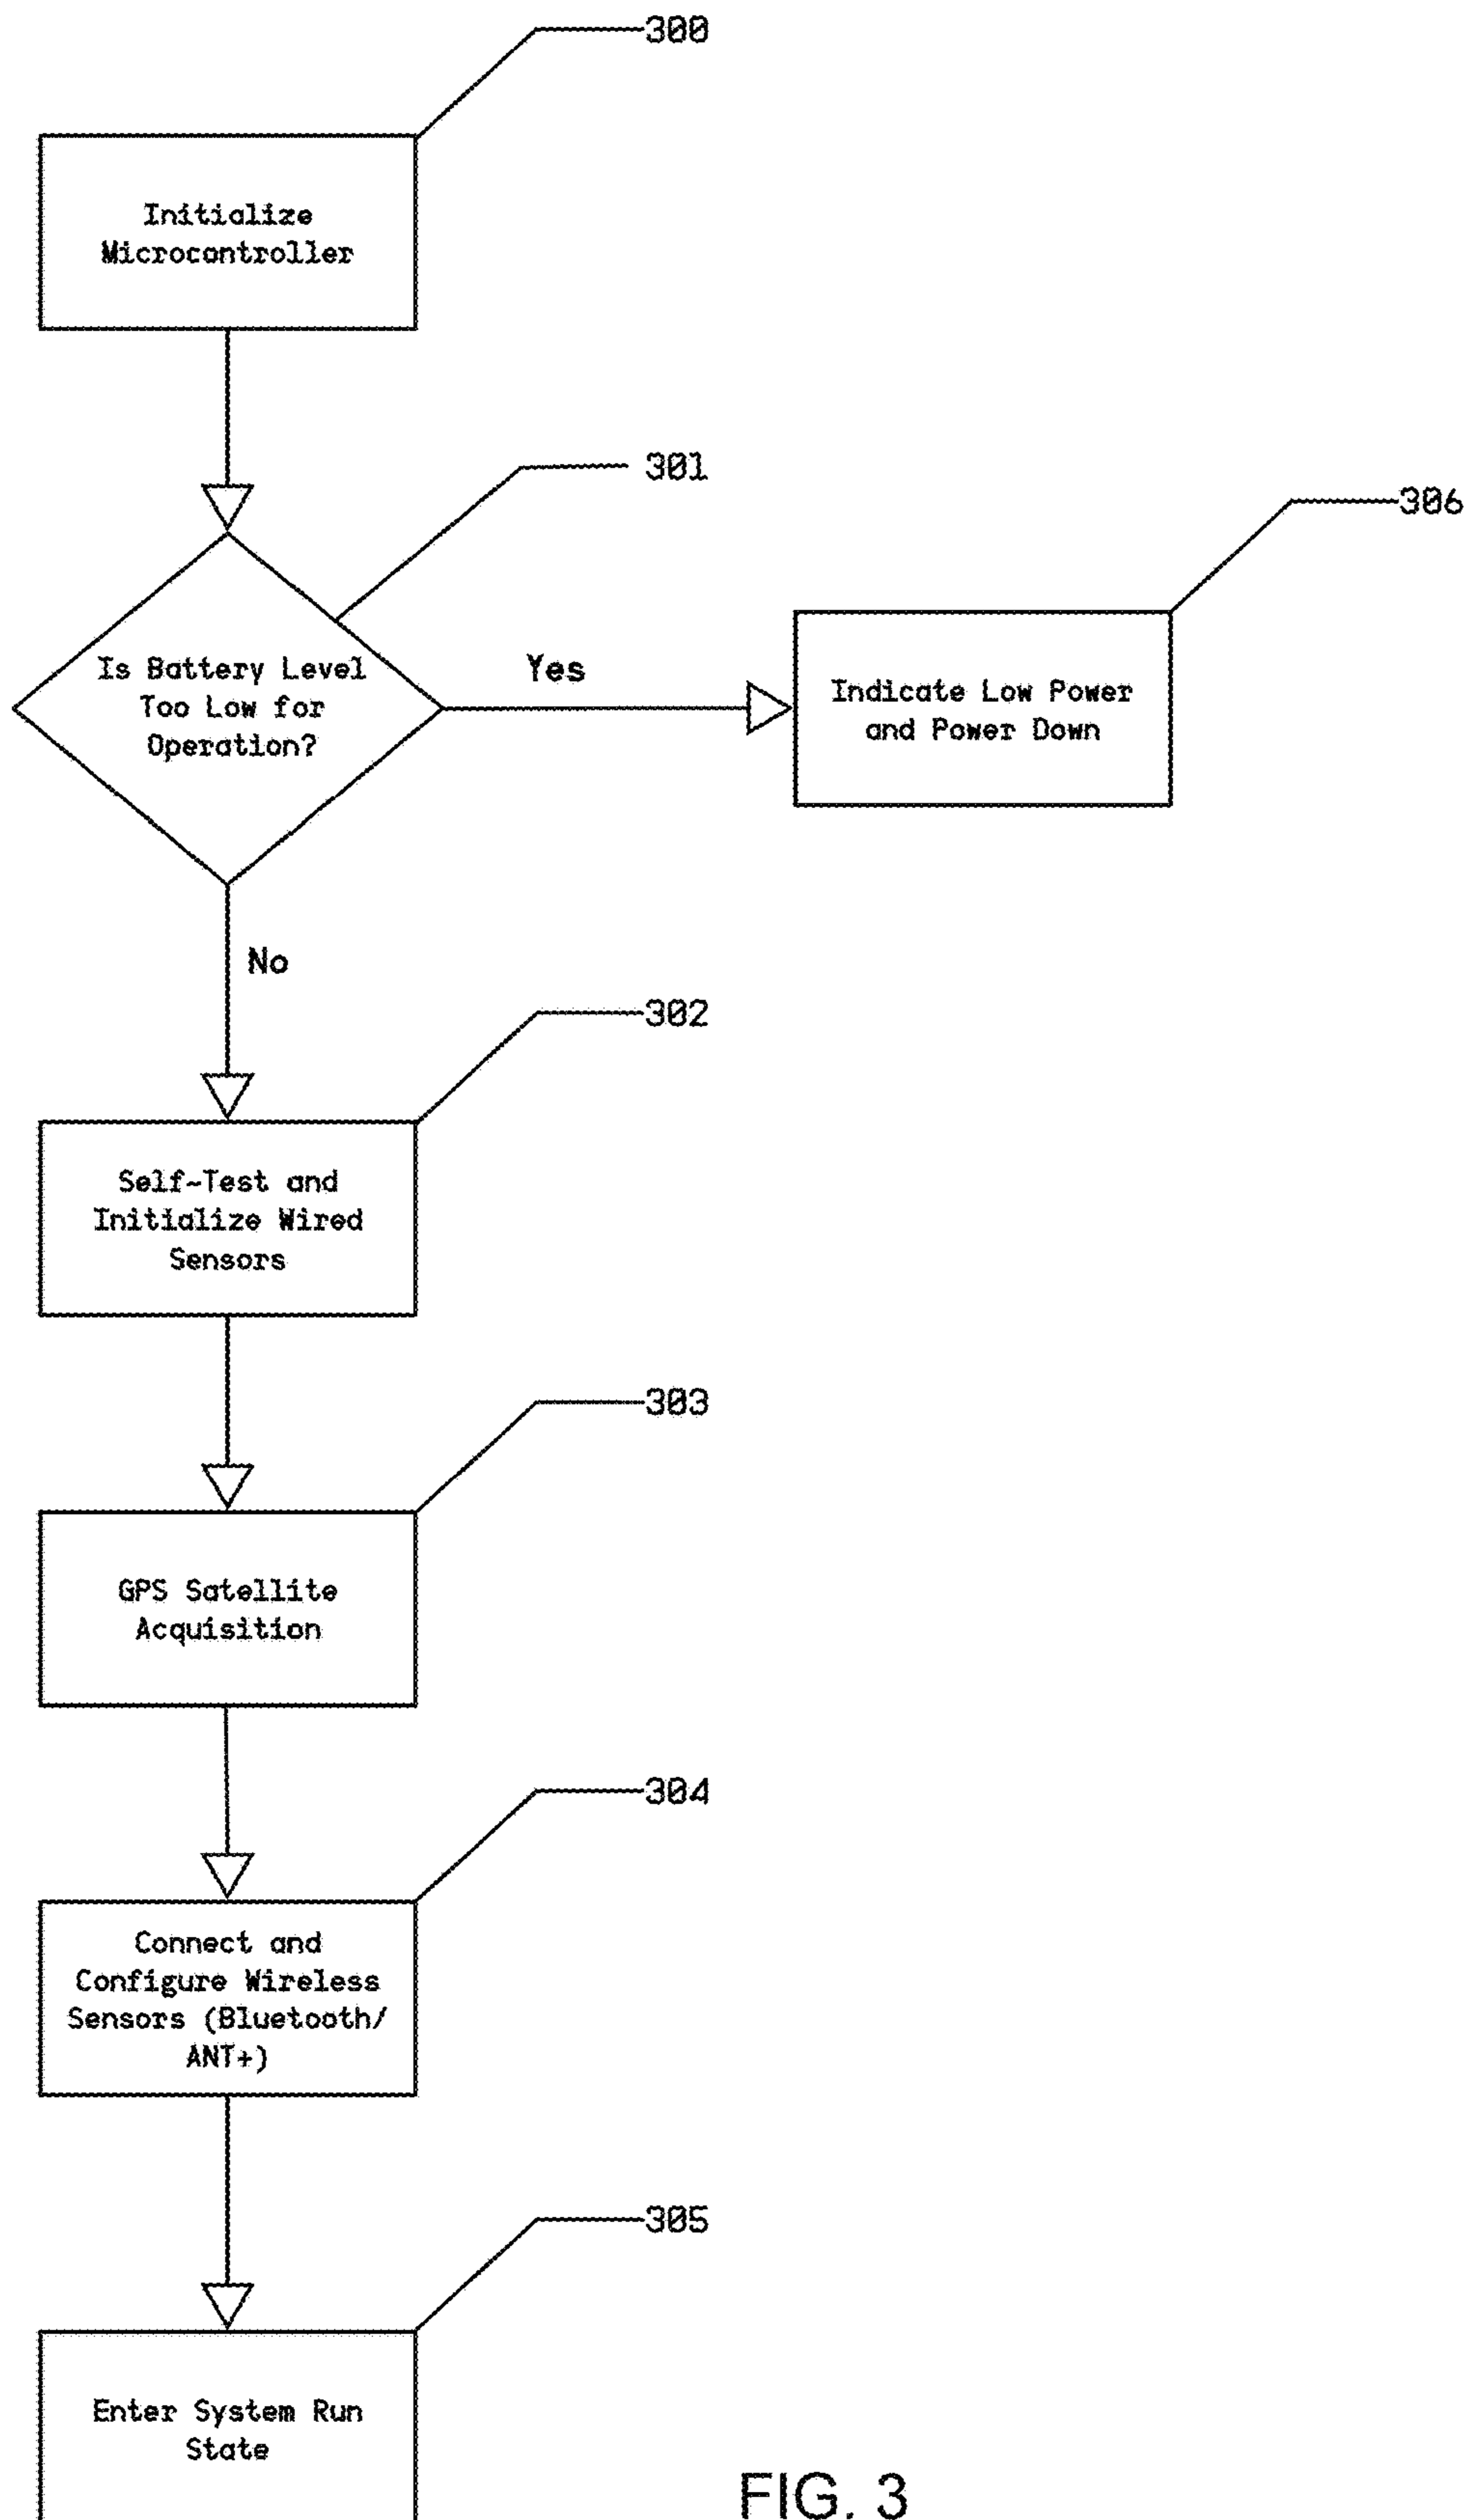 300
Initialize
Microcontroller
301
306
Is Battery Level
Too Low for
Operation?
Yes
Indicate Low Power
and Power Down
No
302
Self-Test and
Initialize Wired
Sensors
303
GPS Satellite
Acquisition
304
Connect and
Configure Wireless
Sensors (Bluetooth/
ANT+)
305
Enter System Run
State
FIG. 3